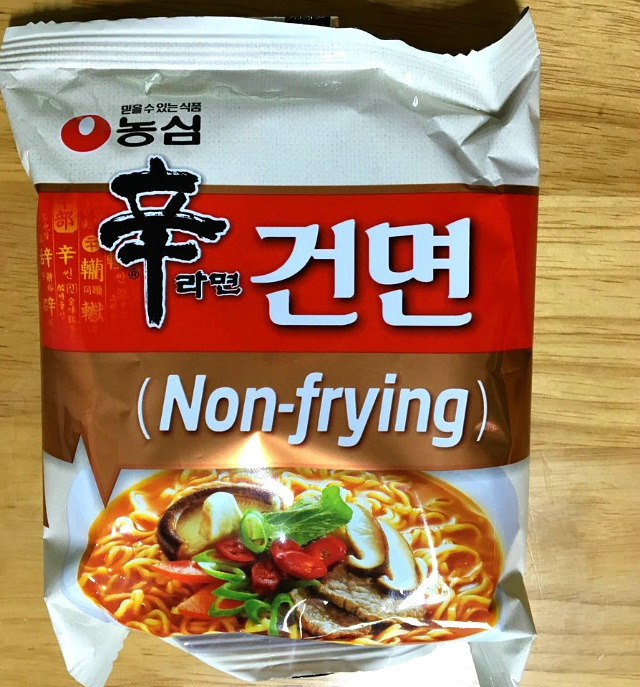 믿을 수 있는 식품
농심
辛라면 건면
®
(Non-frying)